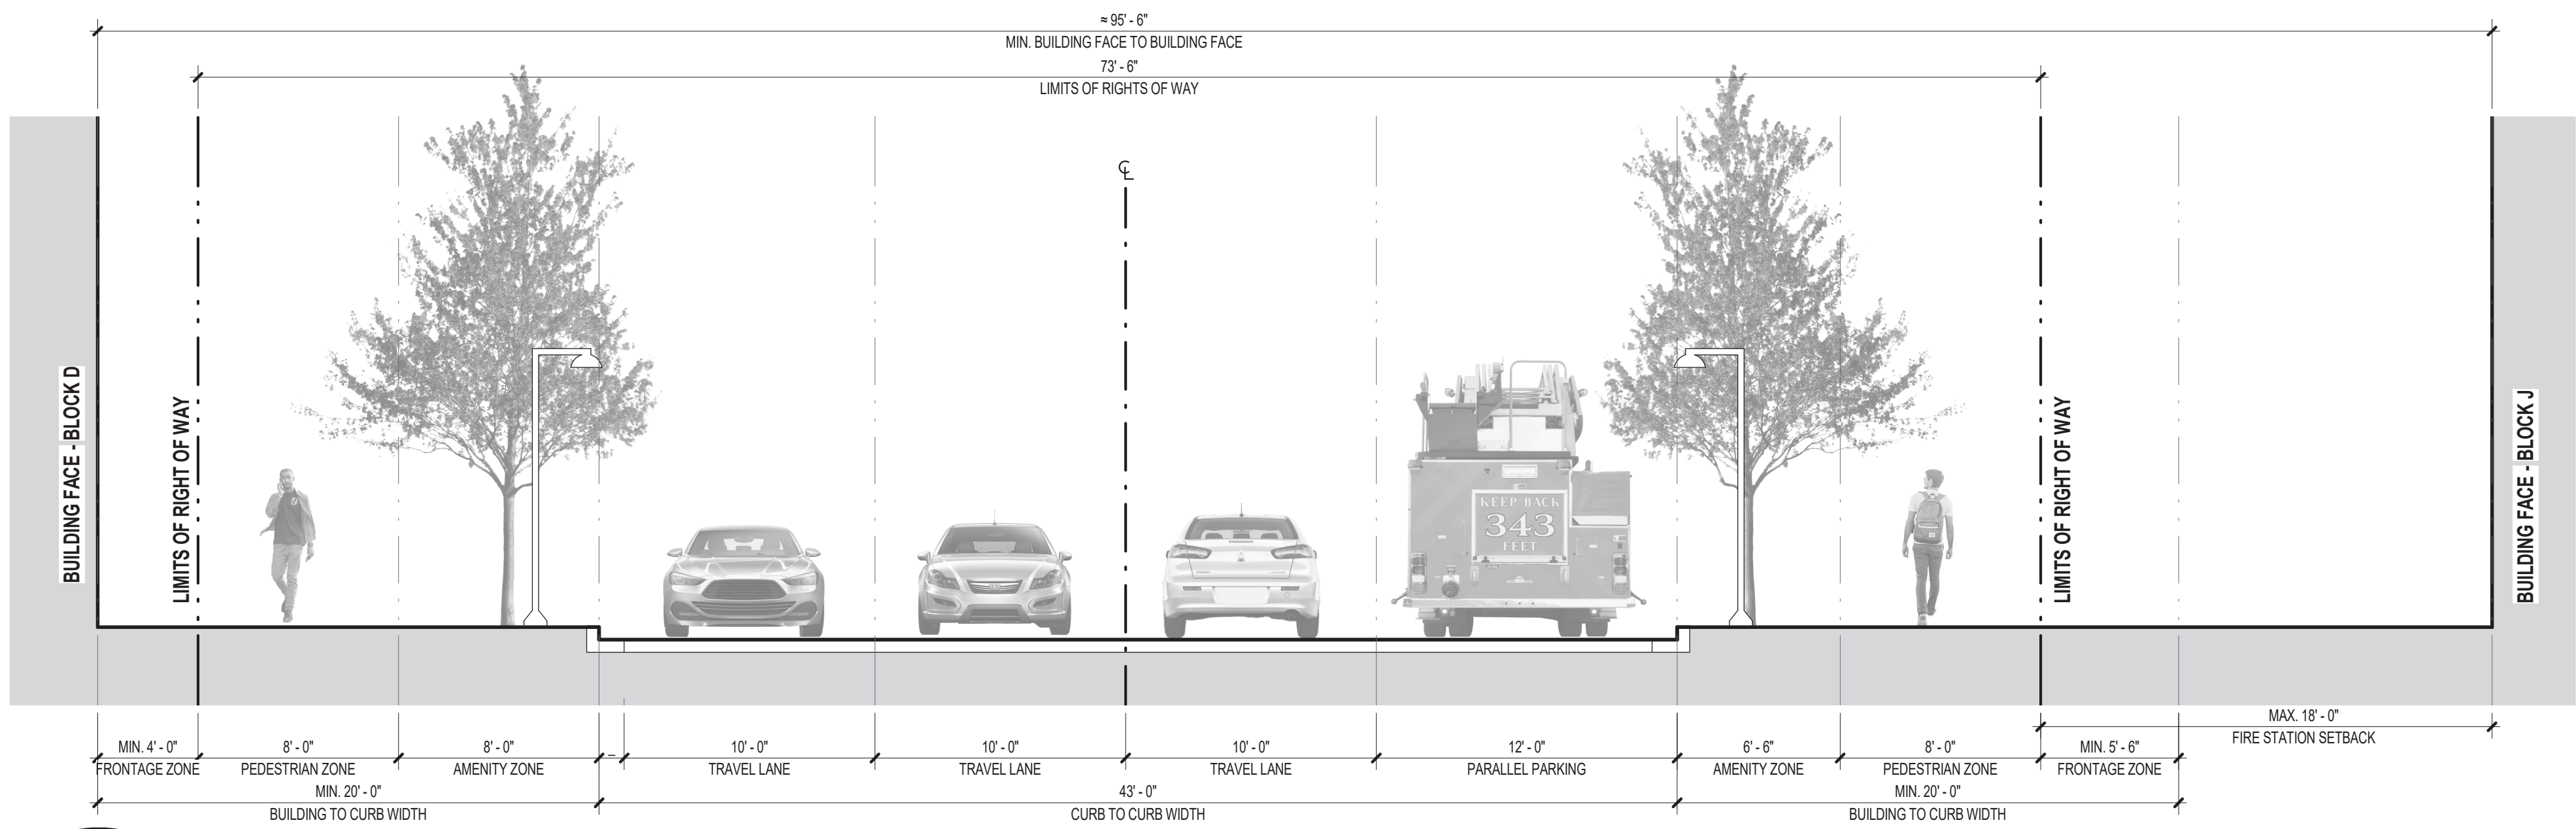 ≈ 95' - 6"
MIN. BUILDING FACE TO BUILDING FACE
73' - 6"
LIMITS OF RIGHTS OF WAY
℄
BUILDING FACE - BLOCK D
LIMITS OF RIGHT OF WAY
KEEP BACK
343
FEET
LIMITS OF RIGHT OF WAY
BUILDING FACE - BLOCK J
MAX. 18' - 0"
FIRE STATION SETBACK
MIN. 4' - 0"
FRONTAGE ZONE
8' - 0"
PEDESTRIAN ZONE
8' - 0"
AMENITY ZONE
10' - 0"
TRAVEL LANE
10' - 0"
TRAVEL LANE
10' - 0"
TRAVEL LANE
12' - 0"
PARALLEL PARKING
6' - 6"
AMENITY ZONE
8' - 0"
PEDESTRIAN ZONE
MIN. 5' - 6"
FRONTAGE ZONE
MIN. 20' - 0"
BUILDING TO CURB WIDTH
43' - 0"
CURB TO CURB WIDTH
MIN. 20' - 0"
BUILDING TO CURB WIDTH